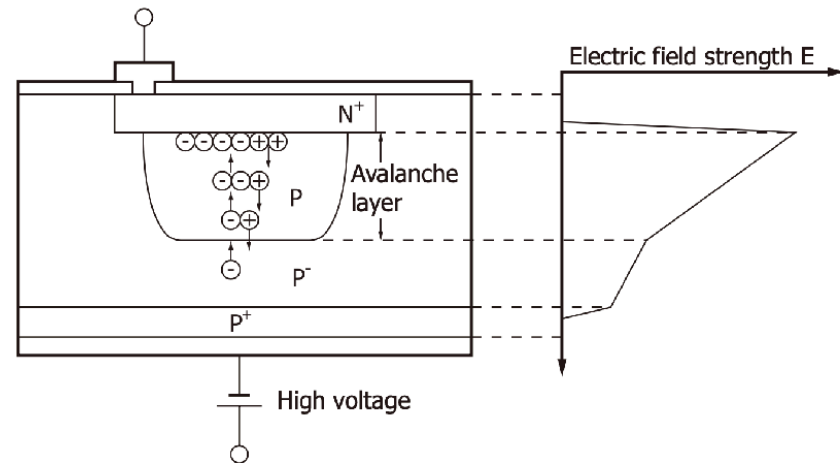 Electric field strength E
N⁺
⊖⊖⊖⊖⊕⊕
Avalanche
layer
⊖⊖⊕
P
⊖⊕
⊖
P⁻
P⁺
High voltage